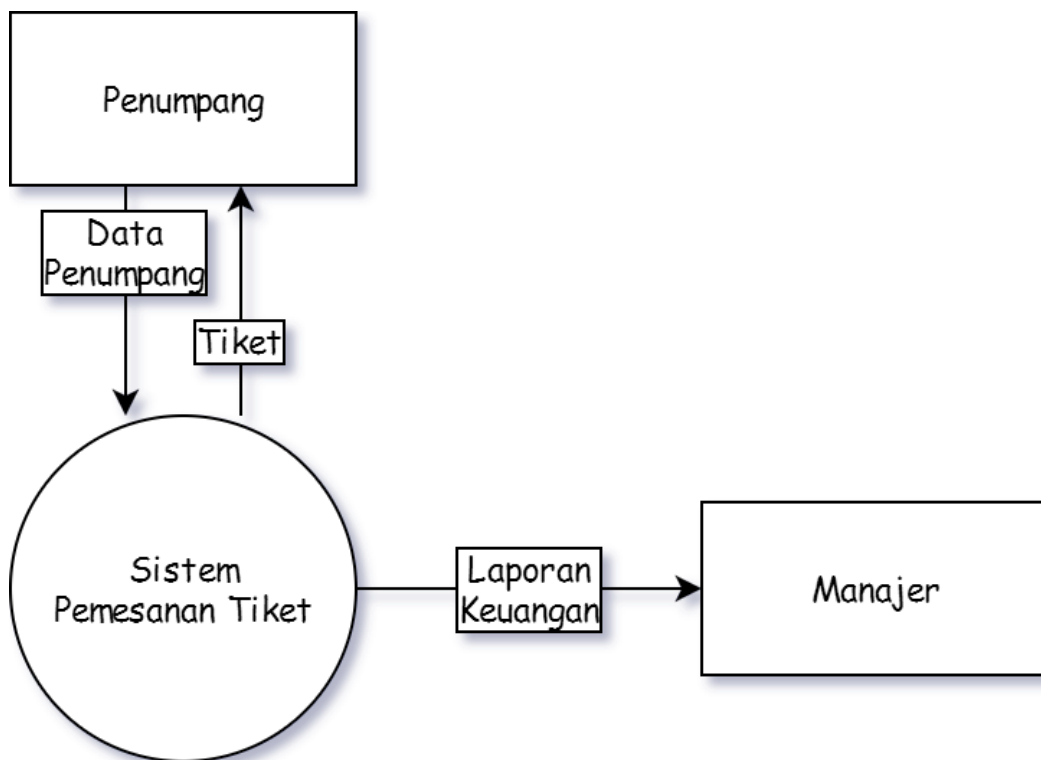 Penumpang
Data
Penumpang
Tiket
Sistem
Pemesanan Tiket
Laporan
Keuangan
Manajer